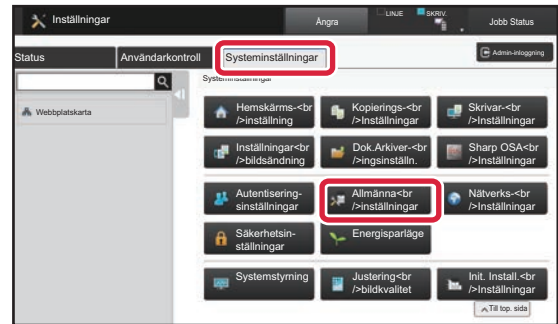 Inställningar
Ångra
LINJE
SKRIV.
Jobb Status
Status
Användarkontroll
Systeminställningar
Admin-inloggning
Systeminställningar
Webbplatskarta
Hemskärms-<br
/>inställning
Kopierings-<br
/>Inställningar
Skrivar-<br
/>Inställningar
Inställningar<br
/>bildsändning
Dok.Arkiver-<br
/>ingsinställn.
Sharp OSA<br
/>Inställningar
Autentisering-
sinställningar
Allmänna<br
/>inställningar
Nätverks-<br
/>Inställningar
Säkerhetsin-
ställningar
Energisparläge
Systemstyrning
Justering<br
/>bildkvalitet
Init. Install.<br
/>Inställningar
Till top. sida